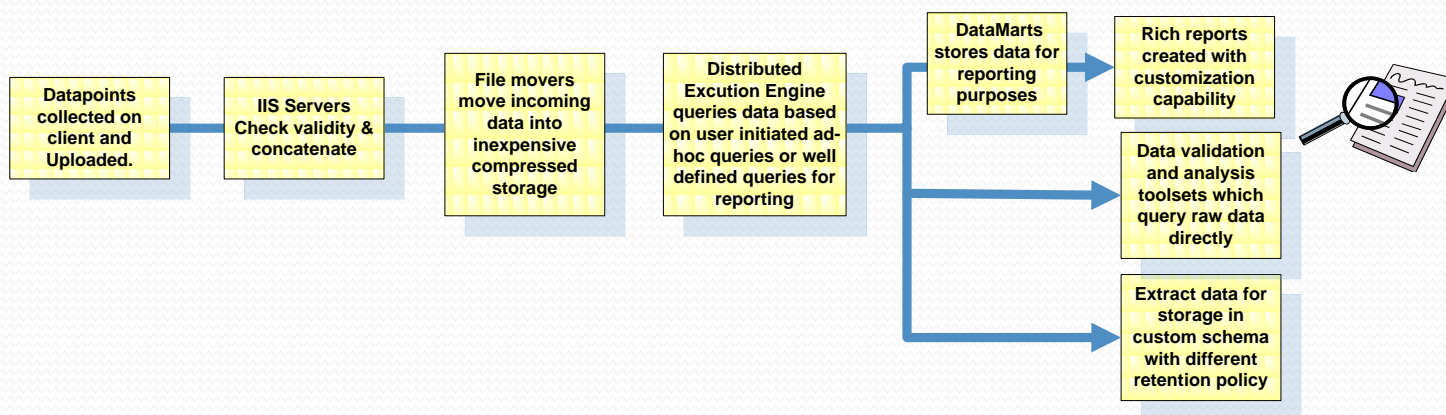 Datapoints
collected on
client and
Uploaded.
IIS Servers
Check validity &
concatenate
File movers
move incoming
data into
inexpensive
compressed
storage
Distributed
Excution Engine
queries data based
on user initiated ad-
hoc queries or well
defined queries for
reporting
DataMarts
stores data for
reporting
purposes
Rich reports
created with
customization
capability
Data validation
and analysis
toolsets which
query raw data
directly
Extract data for
storage in
custom schema
with different
retention policy